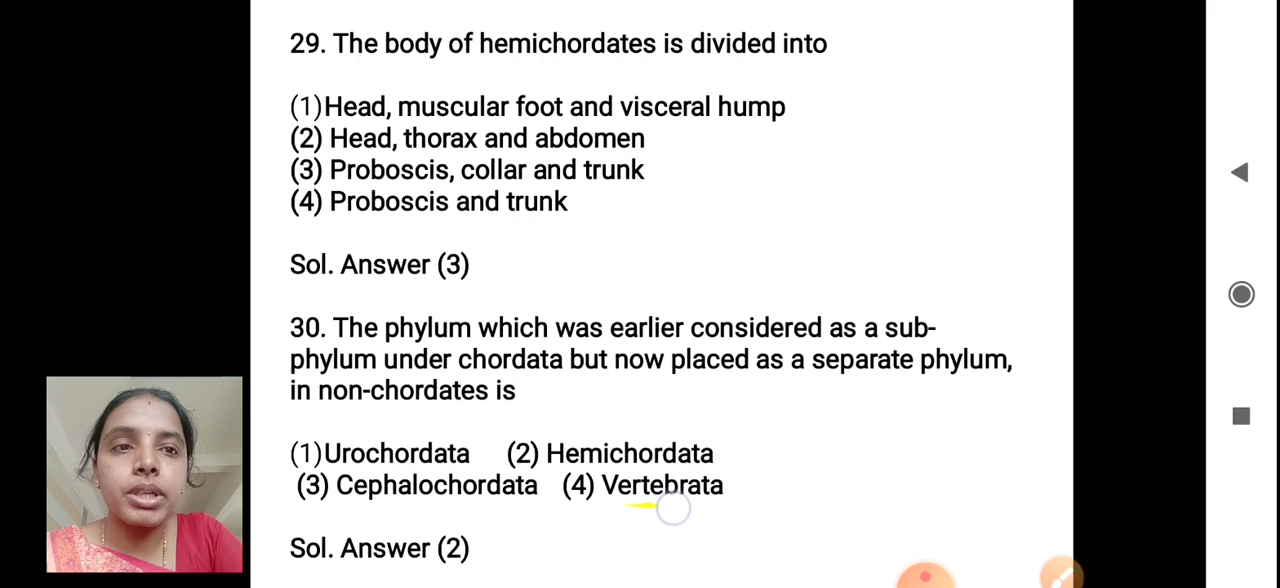 29. The body of hemichordates is divided into
(1)Head, muscular foot and visceral hump
(2) Head, thorax and abdomen
(3) Proboscis, collar and trunk
(4) Proboscis and trunk
Sol. Answer (3)
30. The phylum which was earlier considered as a sub-
phylum under chordata but now placed as a separate phylum,
in non-chordates is
(1)Urochordata (2) Hemichordata
(3) Cephalochordata (4) Vertebrata
Sol. Answer (2)